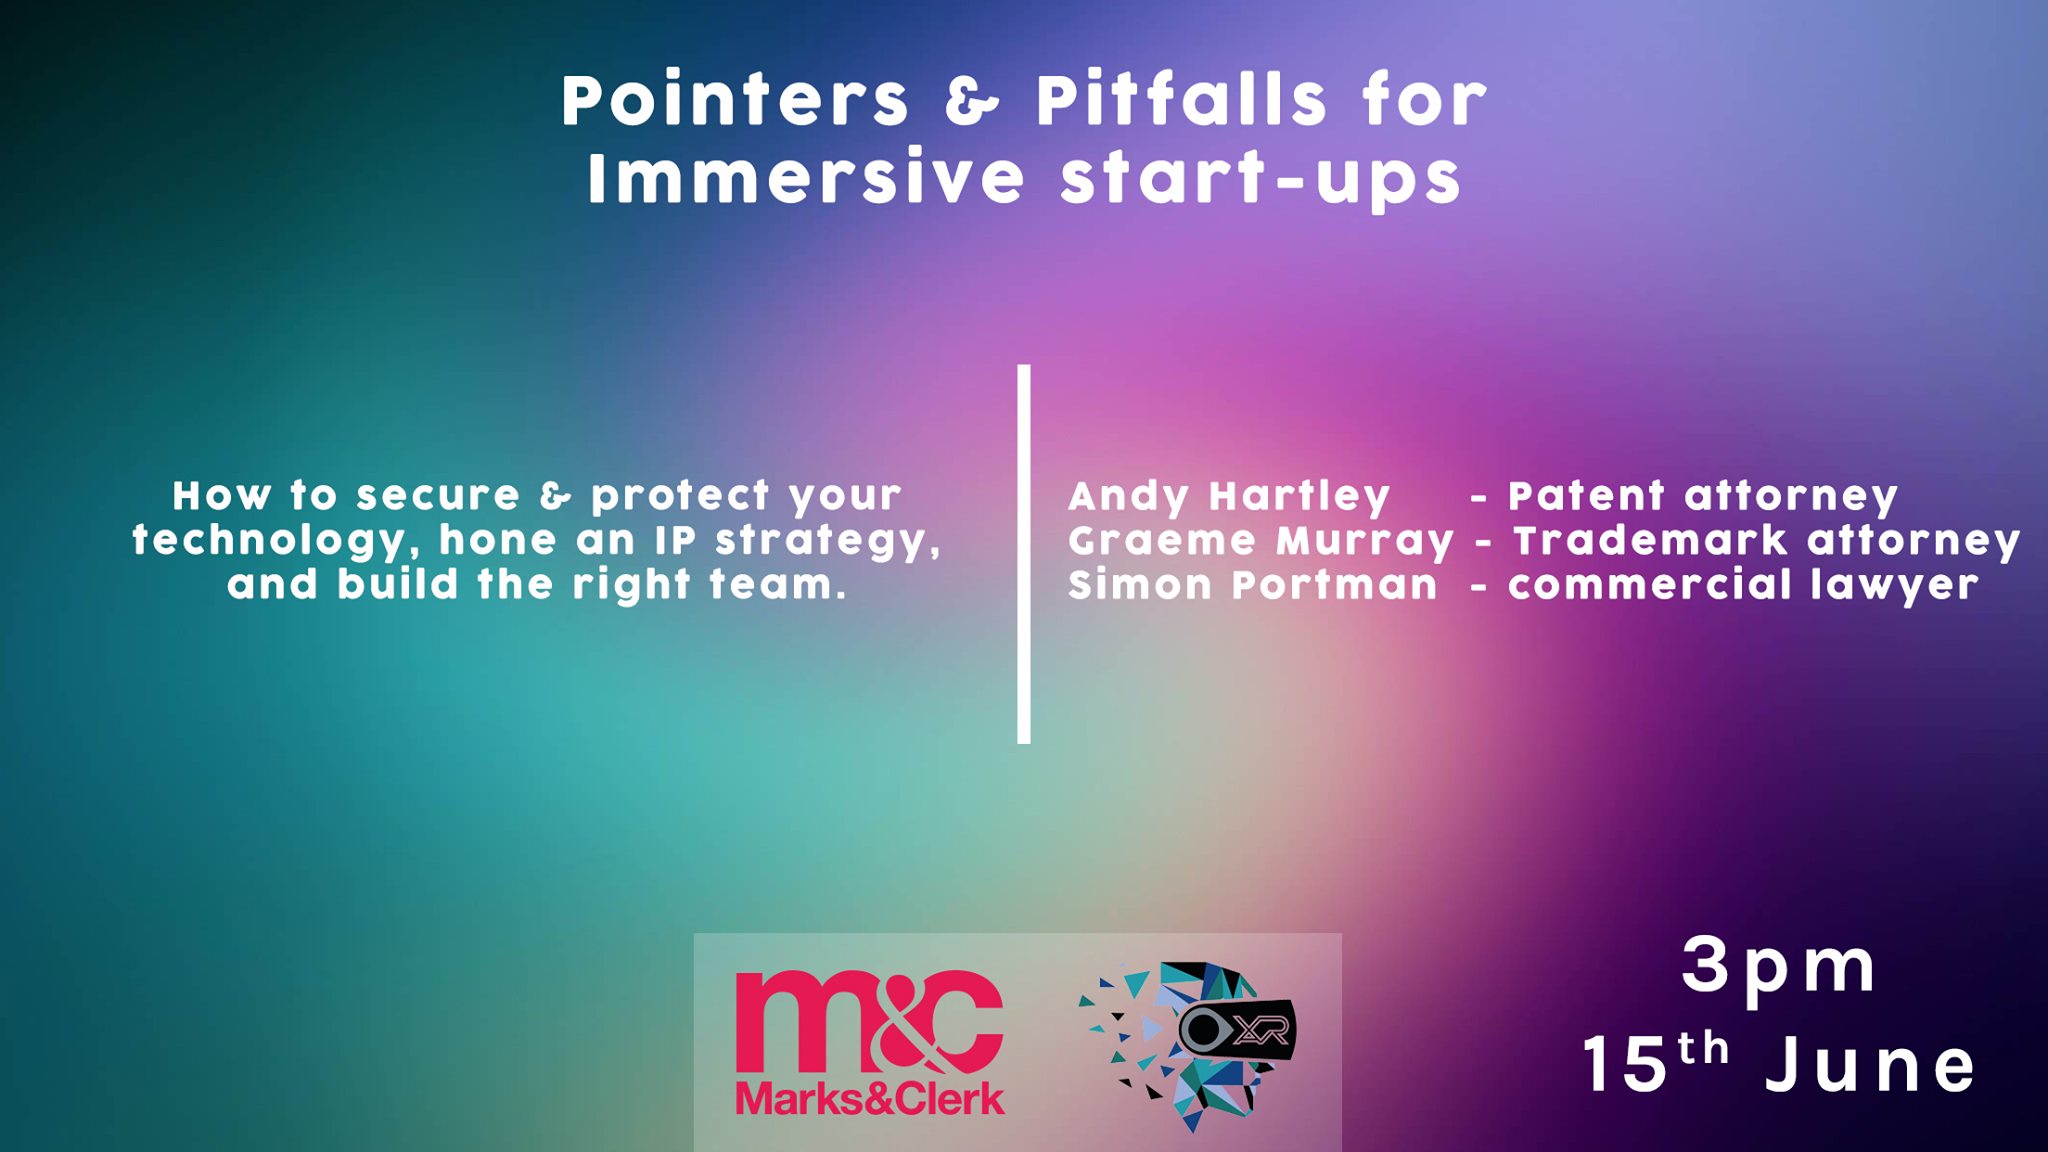 Pointers & Pitfalls for
Immersive start-ups
How to secure & protect your
technology, hone an IP strategy,
and build the right team.
Andy Hartley - Patent attorney
Graeme Murray - Trademark attorney
Simon Portman - commercial lawyer
m&c
Marks&Clerk
XR
3pm
15th June